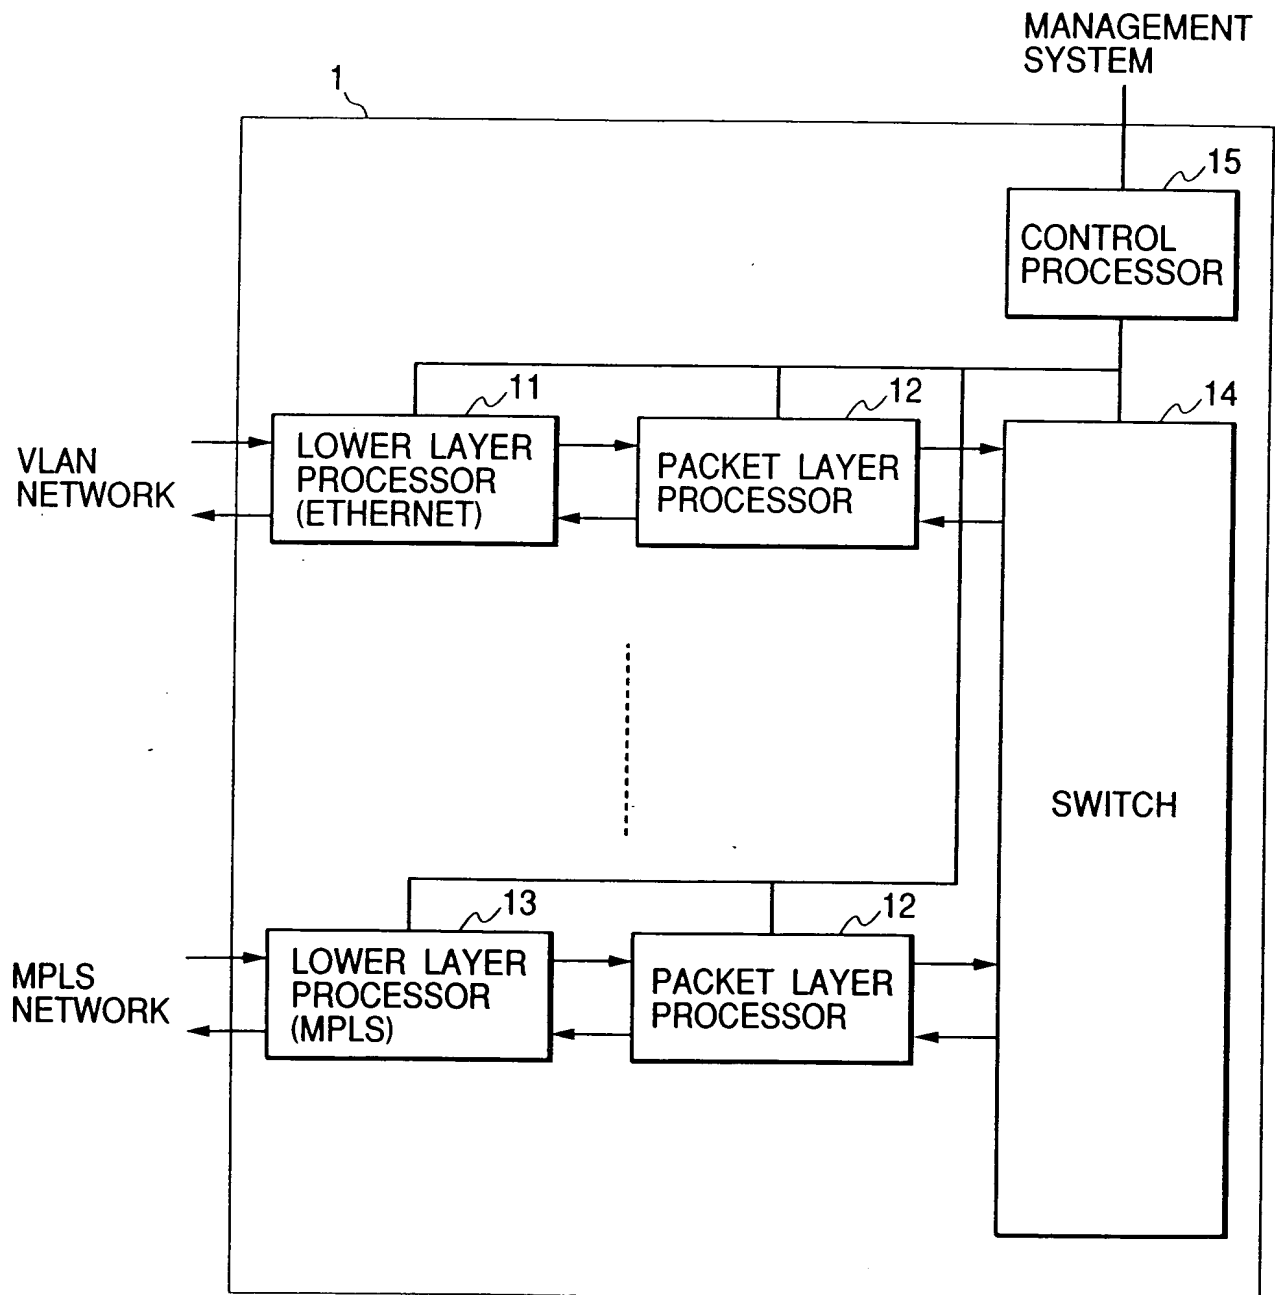 MANAGEMENT
SYSTEM
1
15
CONTROL
PROCESSOR
11
12
14
VLAN
NETWORK
LOWER LAYER
PROCESSOR
(ETHERNET)
PACKET LAYER
PROCESSOR
SWITCH
13
12
MPLS
NETWORK
LOWER LAYER
PROCESSOR
(MPLS)
PACKET LAYER
PROCESSOR